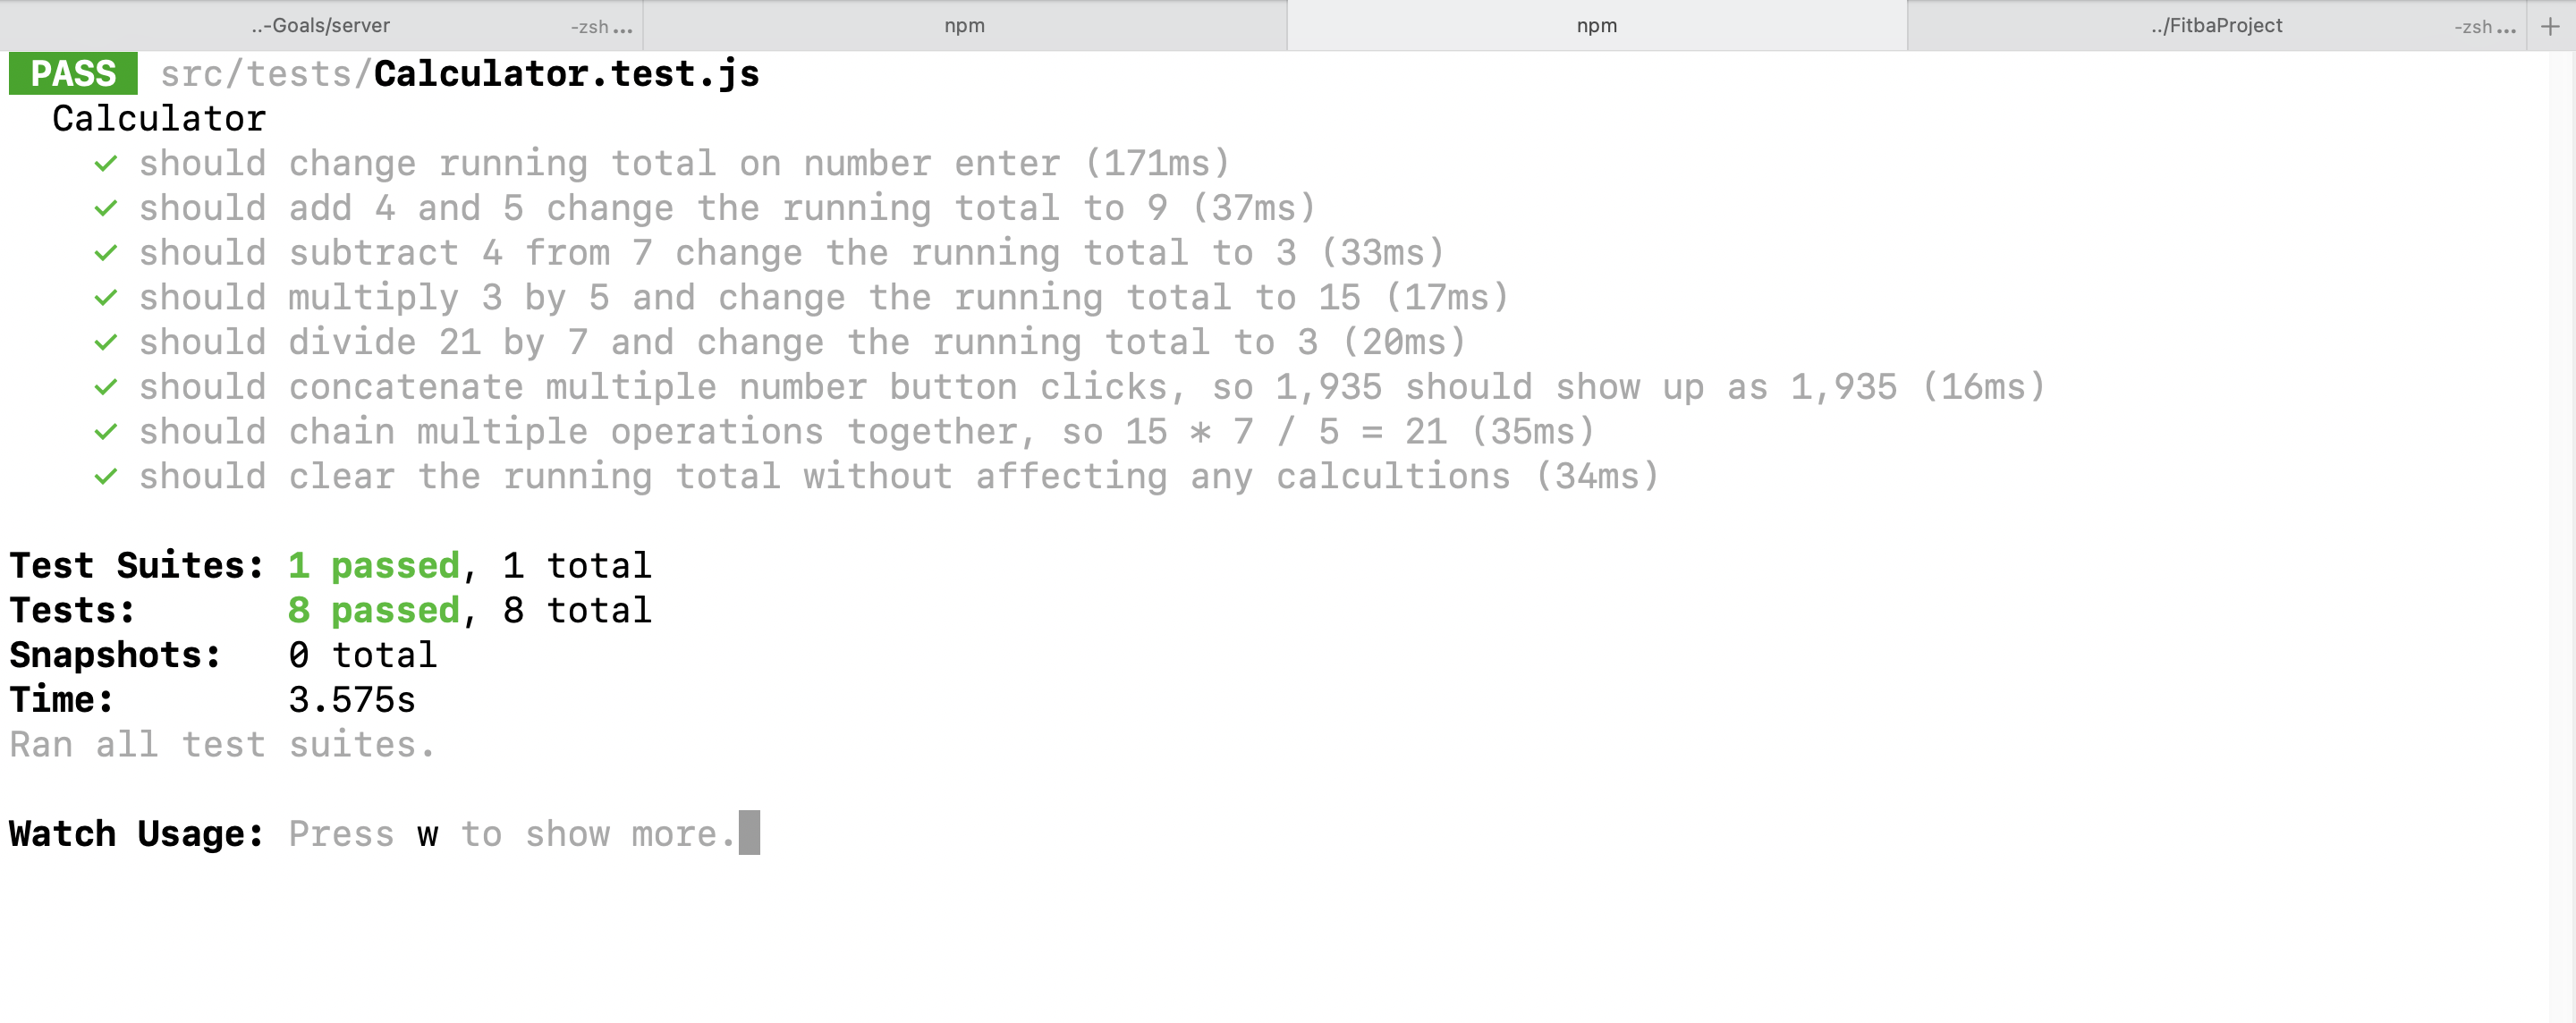 ..-Goals/server -zsh ... npm npm ../FitbaProject -zsh ... +
PASS src/tests/Calculator.test.js
Calculator
✓ should change running total on number enter (171ms)
✓ should add 4 and 5 change the running total to 9 (37ms)
✓ should subtract 4 from 7 change the running total to 3 (33ms)
✓ should multiply 3 by 5 and change the running total to 15 (17ms)
✓ should divide 21 by 7 and change the running total to 3 (20ms)
✓ should concatenate multiple number button clicks, so 1,935 should show up as 1,935 (16ms)
✓ should chain multiple operations together, so 15 * 7 / 5 = 21 (35ms)
✓ should clear the running total without affecting any calcultions (34ms)
Test Suites: 1 passed, 1 total
Tests: 8 passed, 8 total
Snapshots: 0 total
Time: 3.575s
Ran all test suites.
Watch Usage: Press w to show more.